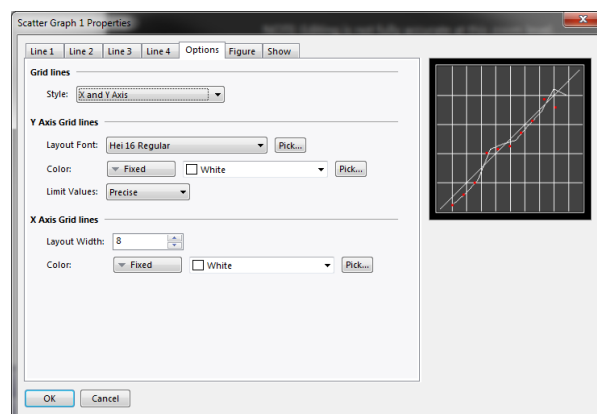 Scatter Graph 1 Properties
Line 1 Line 2 Line 3 Line 4 Options Figure Show
Grid lines
Style: X and Y Axis
Y Axis Grid lines
Layout Font: Hei 16 Regular Pick...
Color: Fixed White Pick...
Limit Values: Precise
X Axis Grid lines
Layout Width: 8
Color: Fixed White Pick...
OK Cancel